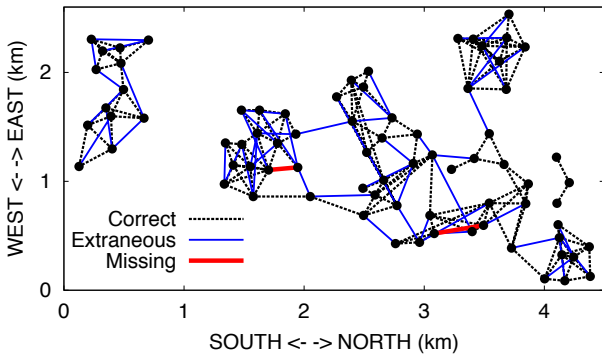 WEST <- -> EAST (km)
2
1
0
Correct
Extraneous
Missing
0 1 2 3 4
SOUTH <- -> NORTH (km)